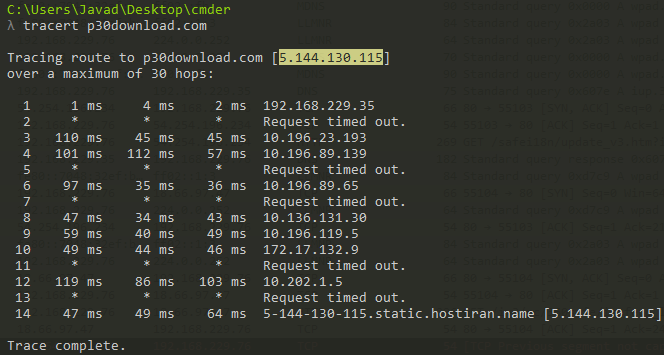 C:\Users\Javad\Desktop\cmder
λ tracert p30download.com
Tracing route to p30download.com [5.144.130.115]
over a maximum of 30 hops:
1 1 ms 4 ms 2 ms 192.168.229.35
2 * * * Request timed out.
3 110 ms 45 ms 45 ms 10.196.23.193
4 101 ms 112 ms 57 ms 10.196.89.139
5 * * * Request timed out.
6 97 ms 35 ms 36 ms 10.196.89.65
7 * * * Request timed out.
8 47 ms 34 ms 43 ms 10.136.131.30
9 59 ms 40 ms 49 ms 10.196.119.5
10 49 ms 44 ms 46 ms 172.17.132.9
11 * * * Request timed out.
12 119 ms 86 ms 103 ms 10.202.1.5
13 * * * Request timed out.
14 47 ms 49 ms 64 ms 5-144-130-115.static.hostiran.name [5.144.130.115]
Trace complete.